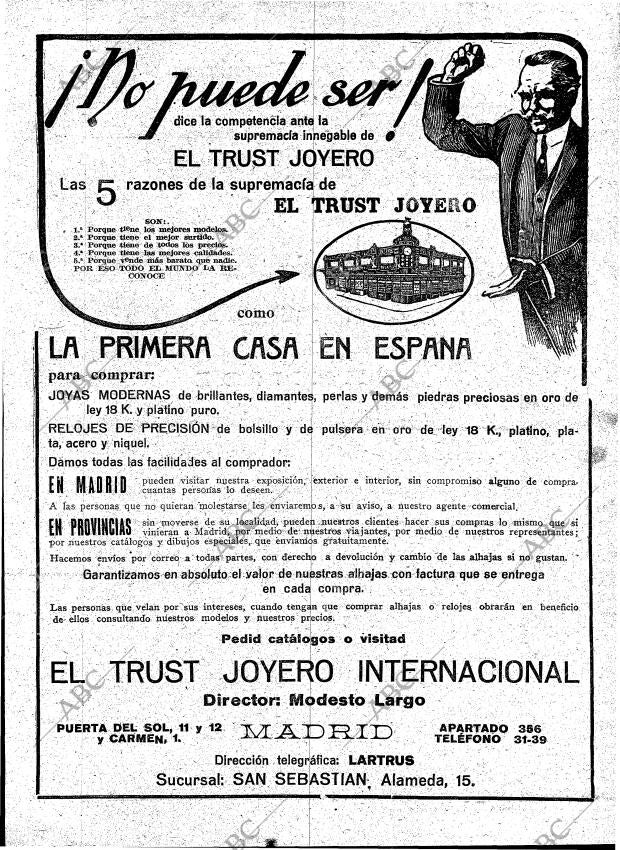 ¡No puede ser!
dice la competencia ante la
supremacía innegable de
EL TRUST JOYERO
Las 5 razones de la supremacía de
EL TRUST JOYERO
SON:
1.ª Porque tiene los mejores modelos.
2.ª Porque tiene el mejor surtido.
3.ª Porque tiene de todos los precios.
4.ª Porque tiene las mejores calidades.
5.ª Porque vende más barato que nadie.
POR ESO TODO EL MUNDO LA RE-
CONOCE
como
LA PRIMERA CASA EN ESPAÑA
para comprar:
JOYAS MODERNAS de brillantes, diamantes, perlas y demás piedras preciosas en oro de
ley 18 K. y platino puro.
RELOJES DE PRECISIÓN de bolsillo y de pulsera en oro de ley 18 K., platino, pla-
ta, acero y niquel.
Damos todas las facilidades al comprador:
EN MADRID pueden visitar nuestra exposición, exterior e interior, sin compromiso alguno de compra
cuantas personas lo deseen.
A las personas que no quieran molestarse les enviaremos, a su aviso, a nuestro agente comercial.
EN PROVINCIAS sin moverse de su localidad, pueden nuestros clientes hacer sus compras lo mismo que si
vinieran a Madrid, por medio de nuestros viajantes, por medio de nuestros representantes;
por nuestros catálogos y dibujos especiales, que enviamos gratuitamente.
Hacemos envíos por correo a todas partes, con derecho a devolución y cambio de las alhajas si no gustan.
Garantizamos en absoluto el valor de nuestras alhajas con factura que se entrega
en cada compra.
Las personas que velan por sus intereses, cuando tengan que comprar alhajas o relojes obrarán en beneficio
de ellos consultando nuestros modelos y nuestros precios.
Pedid catálogos o visitad
EL TRUST JOYERO INTERNACIONAL
Director: Modesto Largo
PUERTA DEL SOL, 11 y 12
y CARMEN, 1.
MADRID
APARTADO 356
TELÉFONO 31-39
Dirección telegráfica: LARTRUS
Sucursal: SAN SEBASTIAN, Alameda, 15.